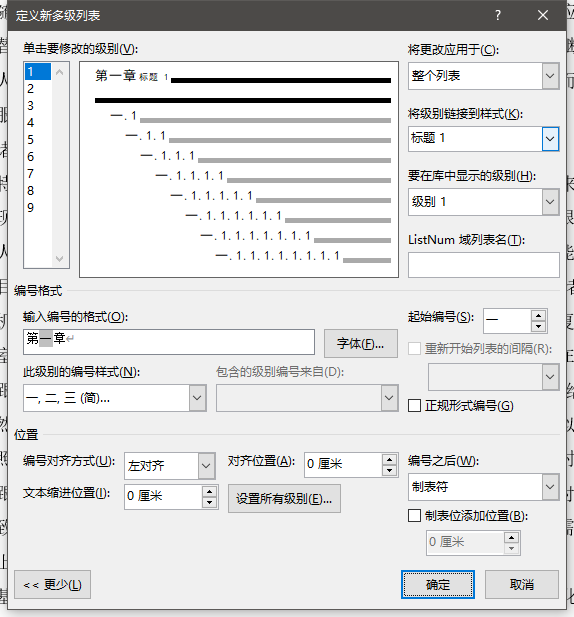 定义新多级列表
单击要修改的级别(V):
1
2
3
4
5
6
7
8
9
第一章 标题 1
一.1
一.1.1
一.1.1.1
一.1.1.1.1
一.1.1.1.1.1
一.1.1.1.1.1.1
一.1.1.1.1.1.1.1
一.1.1.1.1.1.1.1.1
将更改应用于(C):
整个列表
将级别链接到样式(K):
标题 1
要在库中显示的级别(H):
级别 1
ListNum 域列表名(T):
编号格式
输入编号的格式(O):
第一章
字体(F)...
起始编号(S):
一
重新开始列表的间隔(R):
此级别的编号样式(N):
一, 二, 三 (简)...
包含的级别编号来自(D):
正规形式编号(G)
位置
编号对齐方式(U):
左对齐
对齐位置(A):
0 厘米
编号之后(W):
制表符
文本缩进位置(I):
0 厘米
设置所有级别(E)...
制表位添加位置(B):
0 厘米
<< 更少(L)
确定
取消